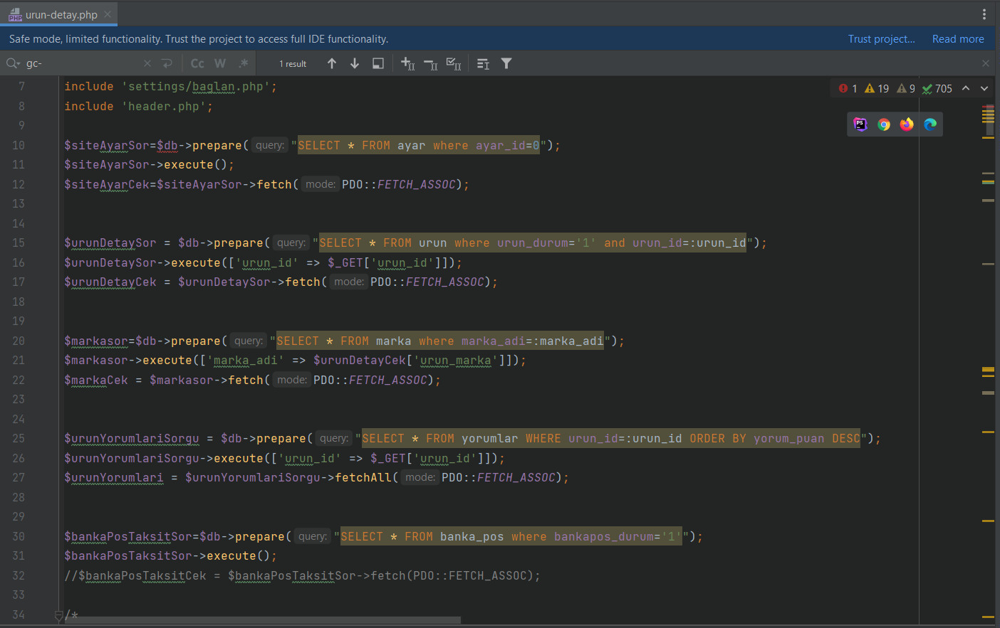 urun-detay.php
Safe mode, limited functionality. Trust the project to access full IDE functionality. Trust project... Read more
gc- Cc W .* 1 result
7 include 'settings/baglan.php';
1 19 9 705
8 include 'header.php';
9
10 $siteAyarSor=$db->prepare( query: "SELECT * FROM ayar where ayar_id=0");
11 $siteAyarSor->execute();
12 $siteAyarCek=$siteAyarSor->fetch( mode: PDO::FETCH_ASSOC);
13
14
15 $urunDetaySor = $db->prepare( query: "SELECT * FROM urun where urun_durum='1' and urun_id=:urun_id");
16 $urunDetaySor->execute(['urun_id' => $_GET['urun_id']]);
17 $urunDetayCek = $urunDetaySor->fetch( mode: PDO::FETCH_ASSOC);
18
19
20 $markasor=$db->prepare( query: "SELECT * FROM marka where marka_adi=:marka_adi");
21 $markasor->execute(['marka_adi' => $urunDetayCek['urun_marka']]);
22 $markaCek = $markasor->fetch( mode: PDO::FETCH_ASSOC);
23
24
25 $urunYorumlariSorgu = $db->prepare( query: "SELECT * FROM yorumlar WHERE urun_id=:urun_id ORDER BY yorum_puan DESC");
26 $urunYorumlariSorgu->execute(['urun_id' => $_GET['urun_id']]);
27 $urunYorumlari = $urunYorumlariSorgu->fetchAll( mode: PDO::FETCH_ASSOC);
28
29
30 $bankaPosTaksitSor=$db->prepare( query: "SELECT * FROM banka_pos where bankapos_durum='1'");
31 $bankaPosTaksitSor->execute();
32 //$bankaPosTaksitCek = $bankaPosTaksitSor->fetch(PDO::FETCH_ASSOC);
33
34 /*